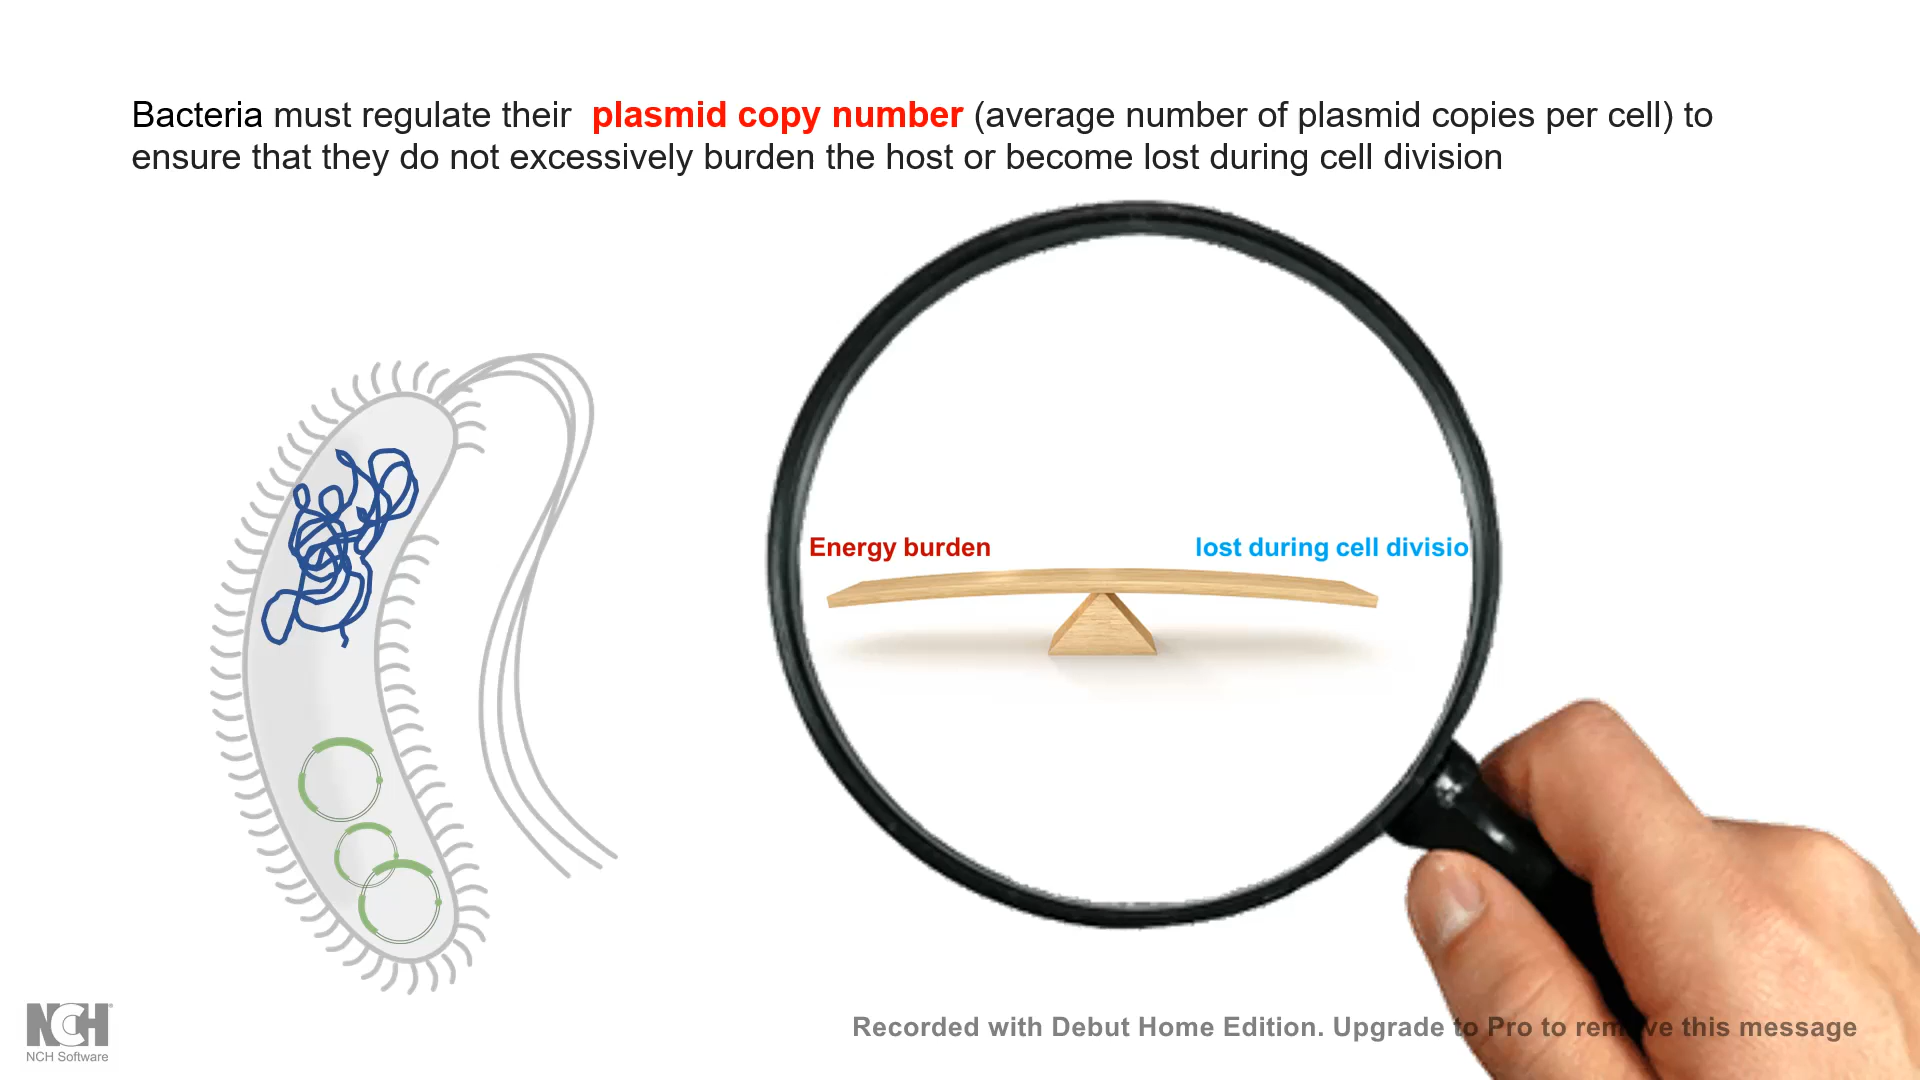 Bacteria must regulate their plasmid copy number (average number of plasmid copies per cell) to
ensure that they do not excessively burden the host or become lost during cell division
Energy burden
lost during cell divisio
NCH
NCH Software
Recorded with Debut Home Edition. Upgrade to Pro to remove this message